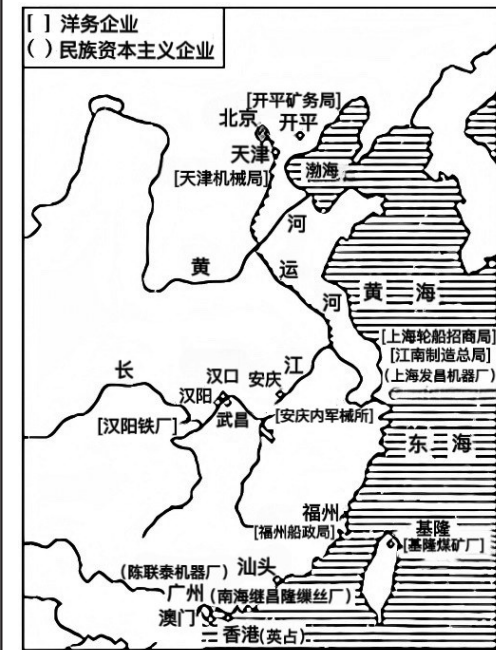 [ ] 洋务企业
( ) 民族资本主义企业
[开平矿务局]
北京
开平
天津
渤海
[天津机械局]
河
黄
运
河
黄 海
[上海轮船招商局]
[江南制造总局]
(上海发昌机器厂)
长
江
汉口
安庆
汉阳
武昌
[安庆内军械所]
[汉阳铁厂]
东 海
福州
[福州船政局]
基隆
[基隆煤矿厂]
(陈联泰机器厂)
汕头
广州
(南海继昌隆缫丝厂)
澳门
香港(英占)